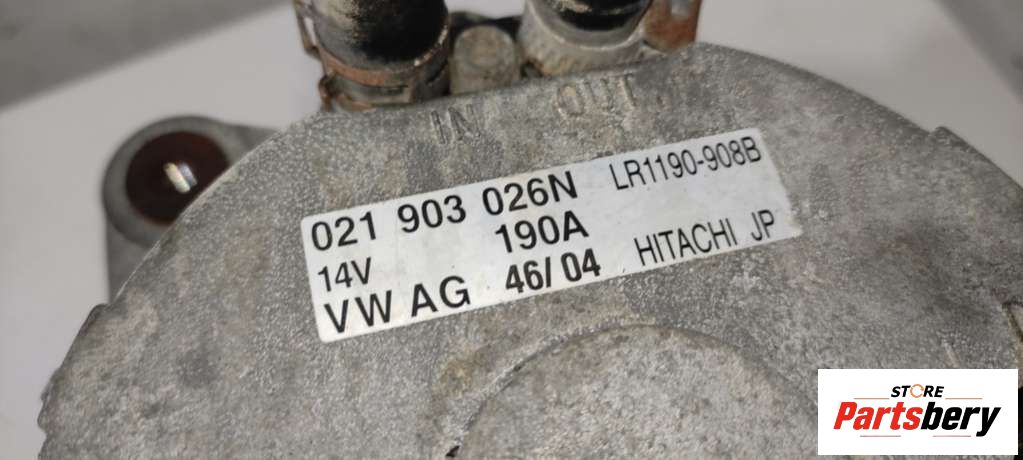 IN OUT
021 903 026N LR1190-908B
14V 190A
VW AG 46/04 HITACHI JP
STORE
Partsbery